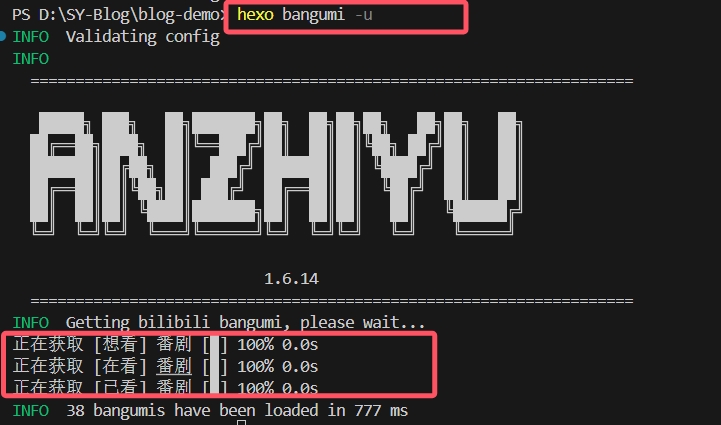 PS D:\SY-Blog\blog-demo> hexo bangumi -u
INFO  Validating config
INFO
===================================================================
ANZHIYU
1.6.14
===================================================================
INFO  Getting bilibili bangumi, please wait...
正在获取 [想看] 番剧 [█] 100% 0.0s
正在获取 [在看] 番剧 [█] 100% 0.0s
正在获取 [已看] 番剧 [█] 100% 0.0s
INFO  38 bangumis have been loaded in 777 ms